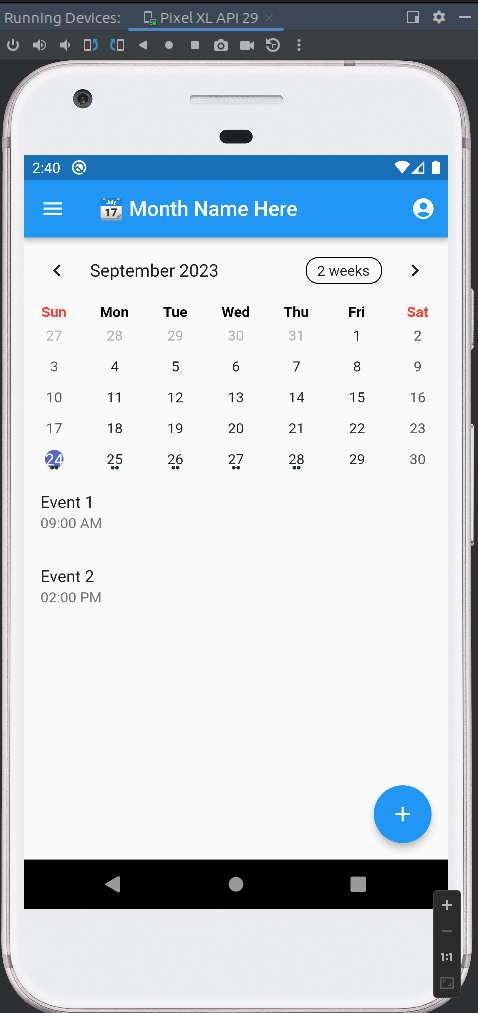 Running Devices: Pixel XL API 29
2:40
July 17 Month Name Here
September 2023 2 weeks
Sun Mon Tue Wed Thu Fri Sat
27 28 29 30 31 1 2
3 4 5 6 7 8 9
10 11 12 13 14 15 16
17 18 19 20 21 22 23
24 25 26 27 28 29 30
Event 1
09:00 AM
Event 2
02:00 PM
1:1